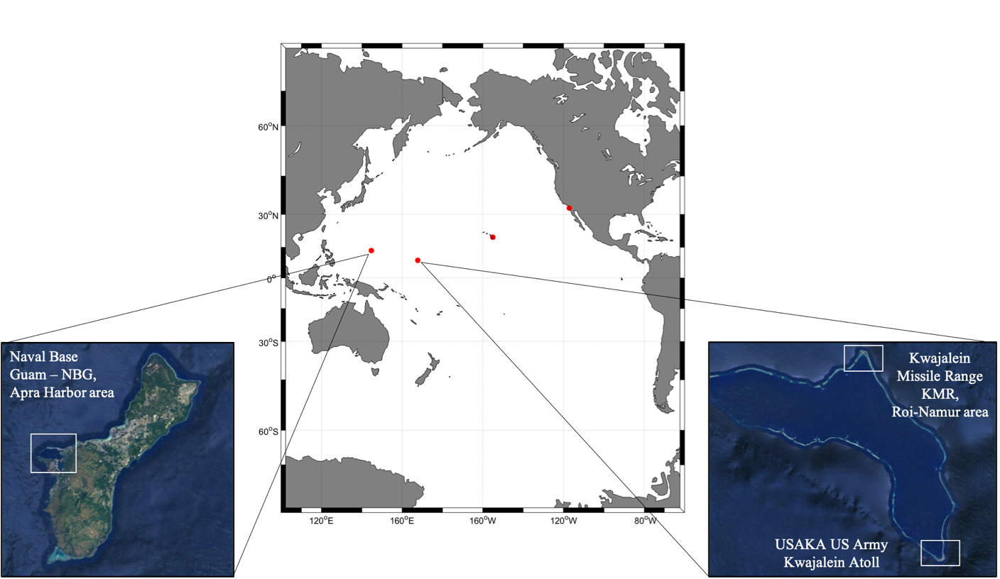 60°N
30°N
0°
30°S
60°S
120°E
160°E
160°W
120°W
80°W
Naval Base
Guam – NBG,
Apra Harbor area
Kwajalein
Missile Range
KMR,
Roi-Namur area
USAKA US Army
Kwajalein Atoll